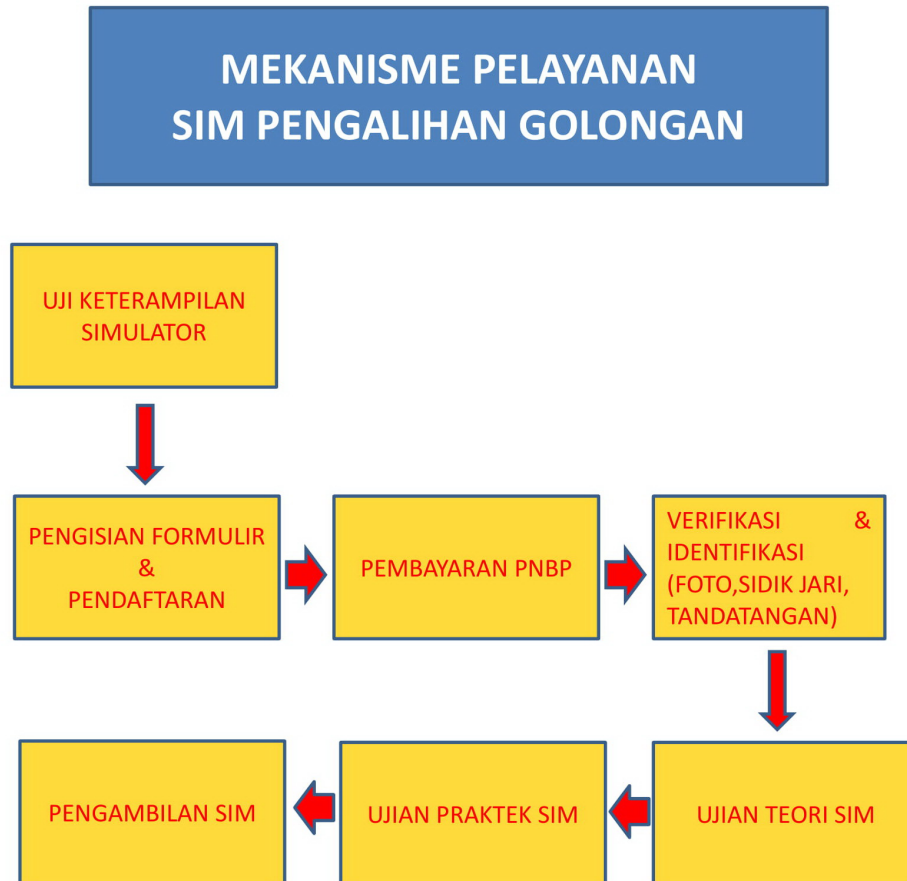 MEKANISME PELAYANAN
SIM PENGALIHAN GOLONGAN
UJI KETERAMPILAN
SIMULATOR
PENGISIAN FORMULIR
&
PENDAFTARAN
PEMBAYARAN PNBP
VERIFIKASI &
IDENTIFIKASI
(FOTO,SIDIK JARI,
TANDATANGAN)
UJIAN TEORI SIM
UJIAN PRAKTEK SIM
PENGAMBILAN SIM